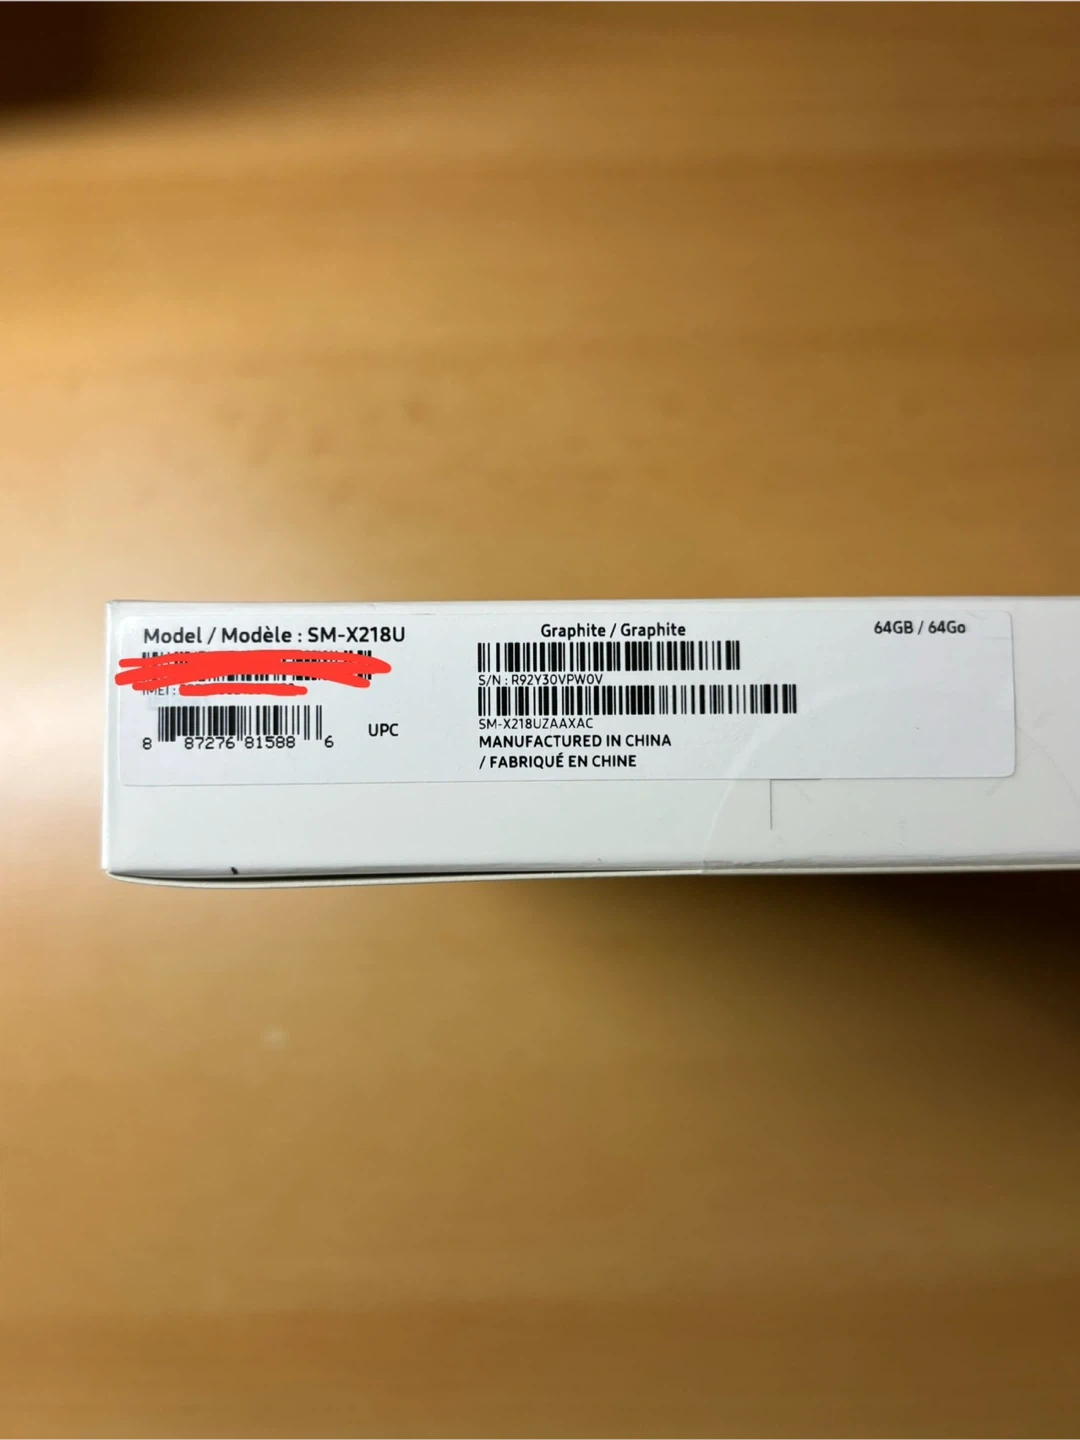 Model / Modèle : SM-X218U
IMEI :
8 87276 81588 6
UPC
Graphite / Graphite
S/N : R92Y30VPW0V
SM-X218UZAAXAC
MANUFACTURED IN CHINA
/ FABRIQUÉ EN CHINE
64GB / 64Go